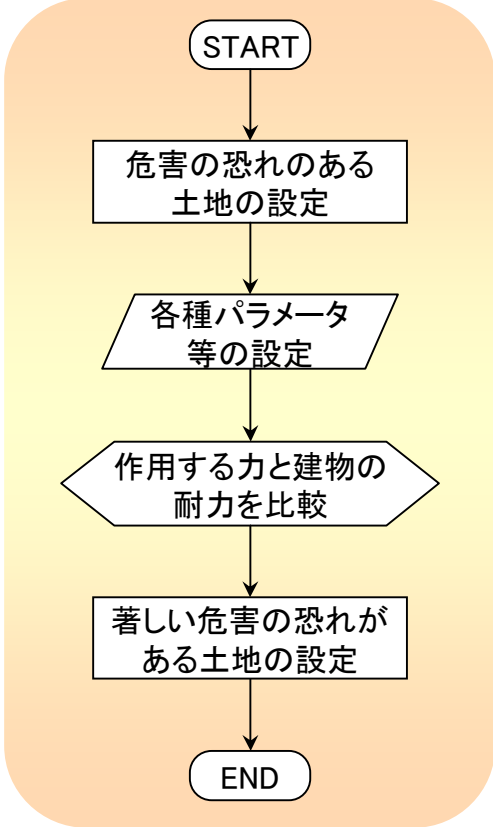 START
危害の恐れのある
土地の設定
各種パラメータ
等の設定
作用する力と建物の
耐力を比較
著しい危害の恐れが
ある土地の設定
END